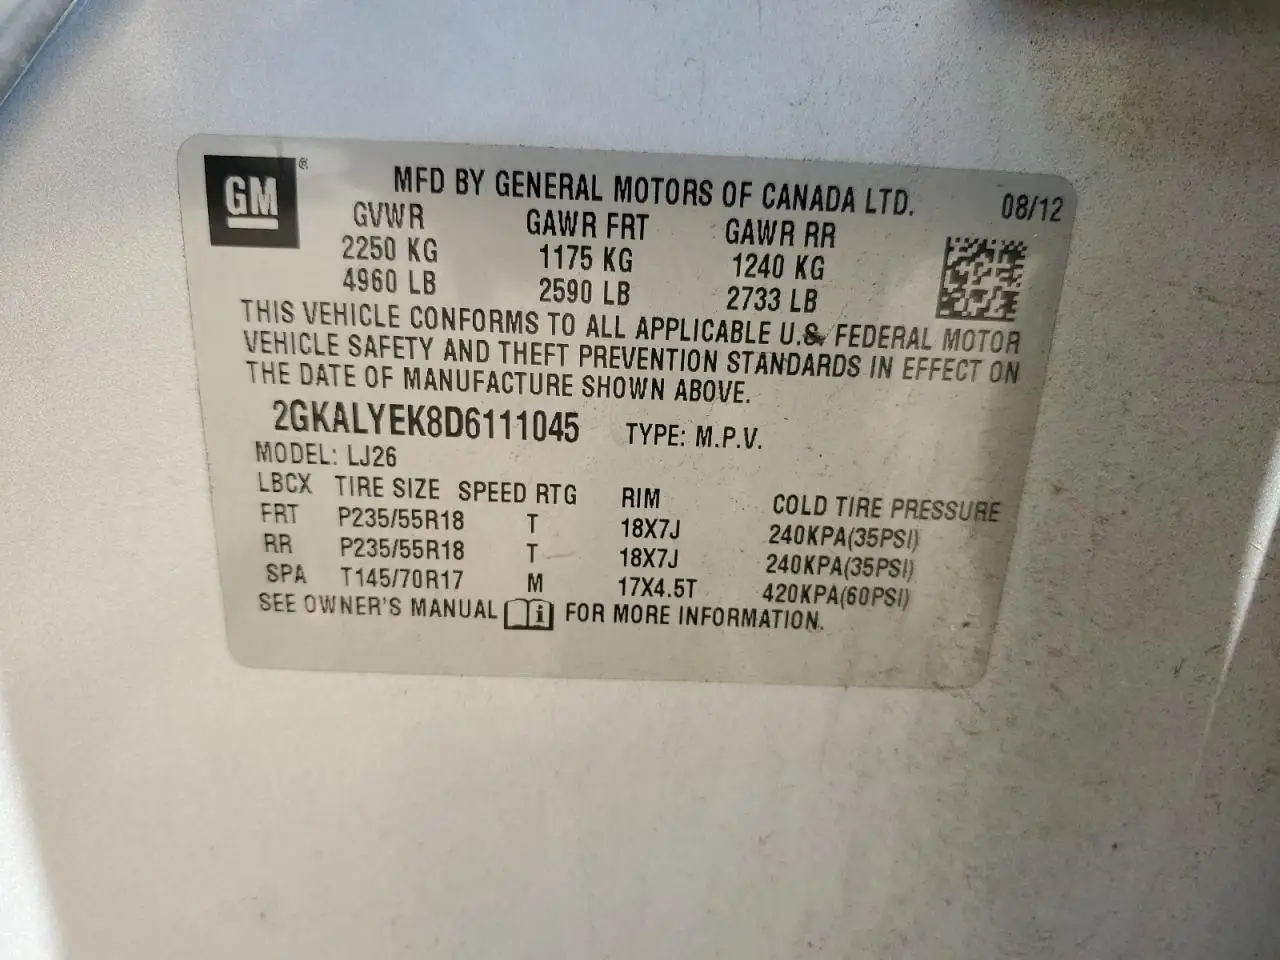 GM ®
MFD BY GENERAL MOTORS OF CANADA LTD. 08/12
GVWR GAWR FRT GAWR RR
2250 KG 1175 KG 1240 KG
4960 LB 2590 LB 2733 LB
THIS VEHICLE CONFORMS TO ALL APPLICABLE U.S. FEDERAL MOTOR
VEHICLE SAFETY AND THEFT PREVENTION STANDARDS IN EFFECT ON
THE DATE OF MANUFACTURE SHOWN ABOVE.
2GKALYEK8D6111045 TYPE: M.P.V.
MODEL: LJ26
LBCX TIRE SIZE SPEED RTG RIM COLD TIRE PRESSURE
FRT P235/55R18 T 18X7J 240KPA(35PSI)
RR P235/55R18 T 18X7J 240KPA(35PSI)
SPA T145/70R17 M 17X4.5T 420KPA(60PSI)
SEE OWNER'S MANUAL i FOR MORE INFORMATION.